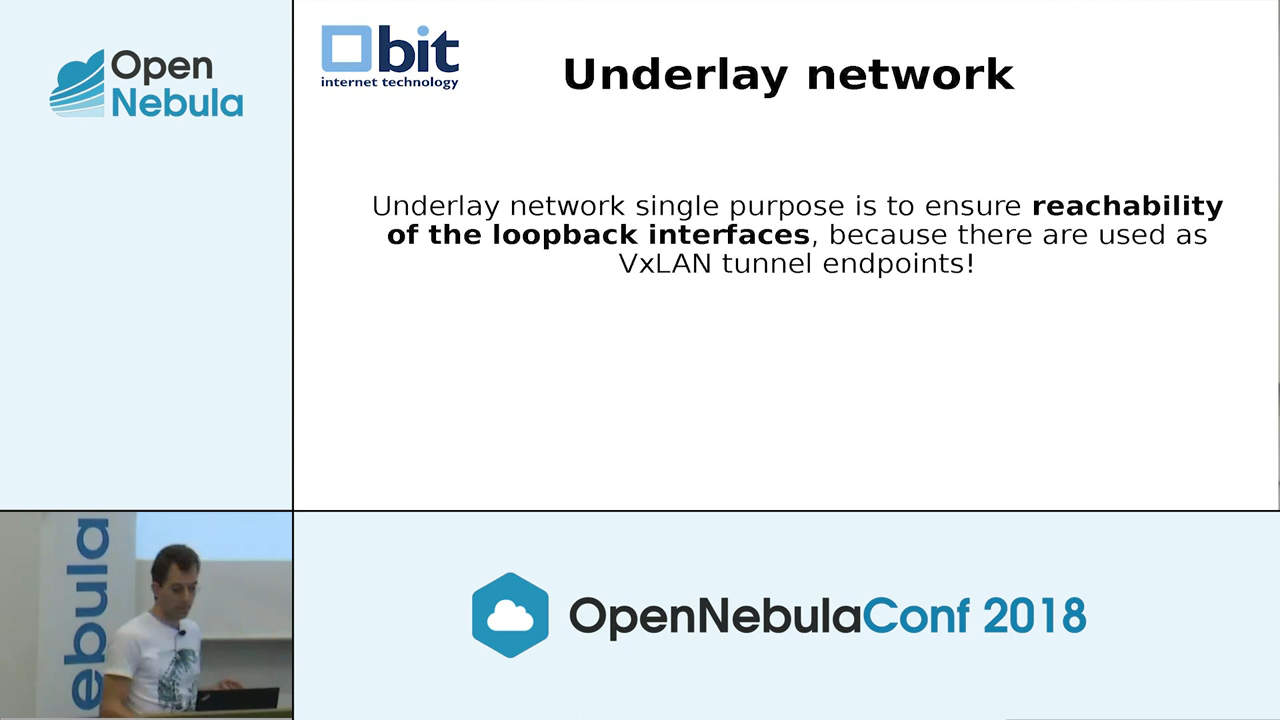 Open
Nebula
bit
internet technology
Underlay network
Underlay network single purpose is to ensure reachability
of the loopback interfaces, because there are used as
VxLAN tunnel endpoints!
ebula
OpenNebulaConf 2018